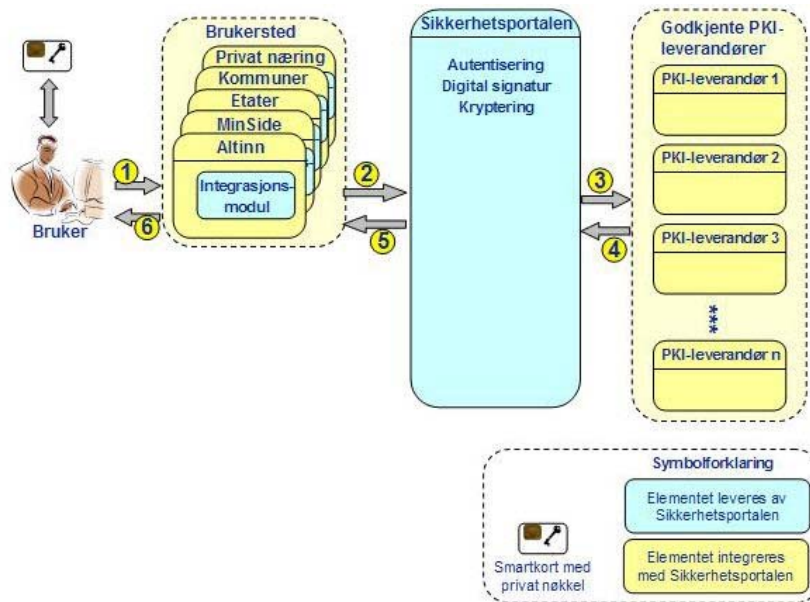 Brukersted
Privat næring
Kommuner
Etater
MinSide
Altinn
Integrasjons-
modul
Bruker
1
2
3
4
5
6
Sikkerhetsportalen
Autentisering
Digital signatur
Kryptering
Godkjente PKI-
leverandører
PKI-leverandør 1
PKI-leverandør 2
PKI-leverandør 3
***
PKI-leverandør n
Symbolforklaring
Smartkort med
privat nøkkel
Elementet leveres av
Sikkerhetsportalen
Elementet integreres
med Sikkerhetsportalen